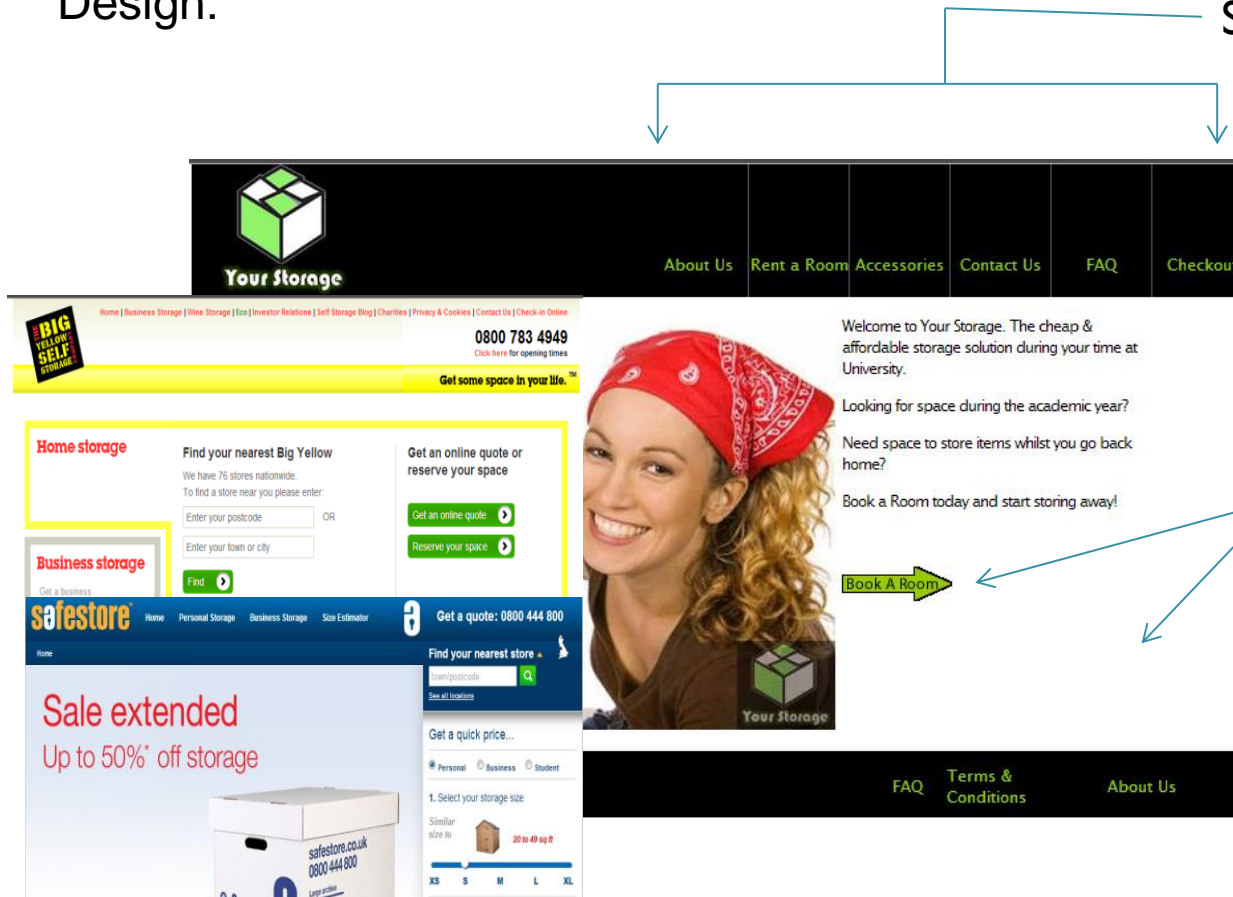 Design.
S
Your Storage
About Us Rent a Room Accessories Contact Us FAQ Checkout
THE BIG YELLOW SELF STORAGE COMPANY
Home | Business Storage | Wine Storage | Eco | Investor Relations | Self Storage Blog | Charities | Privacy & Cookies | Contact Us | Check-in Online
0800 783 4949
Click here for opening times
Get some space in your life.™
Home storage
Find your nearest Big Yellow
We have 76 stores nationwide.
To find a store near you please enter:
Enter your postcode OR
Enter your town or city
Find
Get an online quote or
reserve your space
Get an online quote
Reserve your space
Business storage
Get a business
Welcome to Your Storage. The cheap &
affordable storage solution during your time at
University.
Looking for space during the academic year?
Need space to store items whilst you go back
home?
Book a Room today and start storing away!
Book A Room
Your Storage
safestore
Home Personal Storage Business Storage Size Estimator
Get a quote: 0800 444 800
Home
Find your nearest store
town/postcode
See all locations
Sale extended
Up to 50%* off storage
safestore.co.uk
0800 444 800
Large archive
Get a quick price...
Personal Business Student
1. Select your storage size
Similar
size to
20 to 49 sq ft
XS S M L XL
FAQ Terms &
Conditions About Us